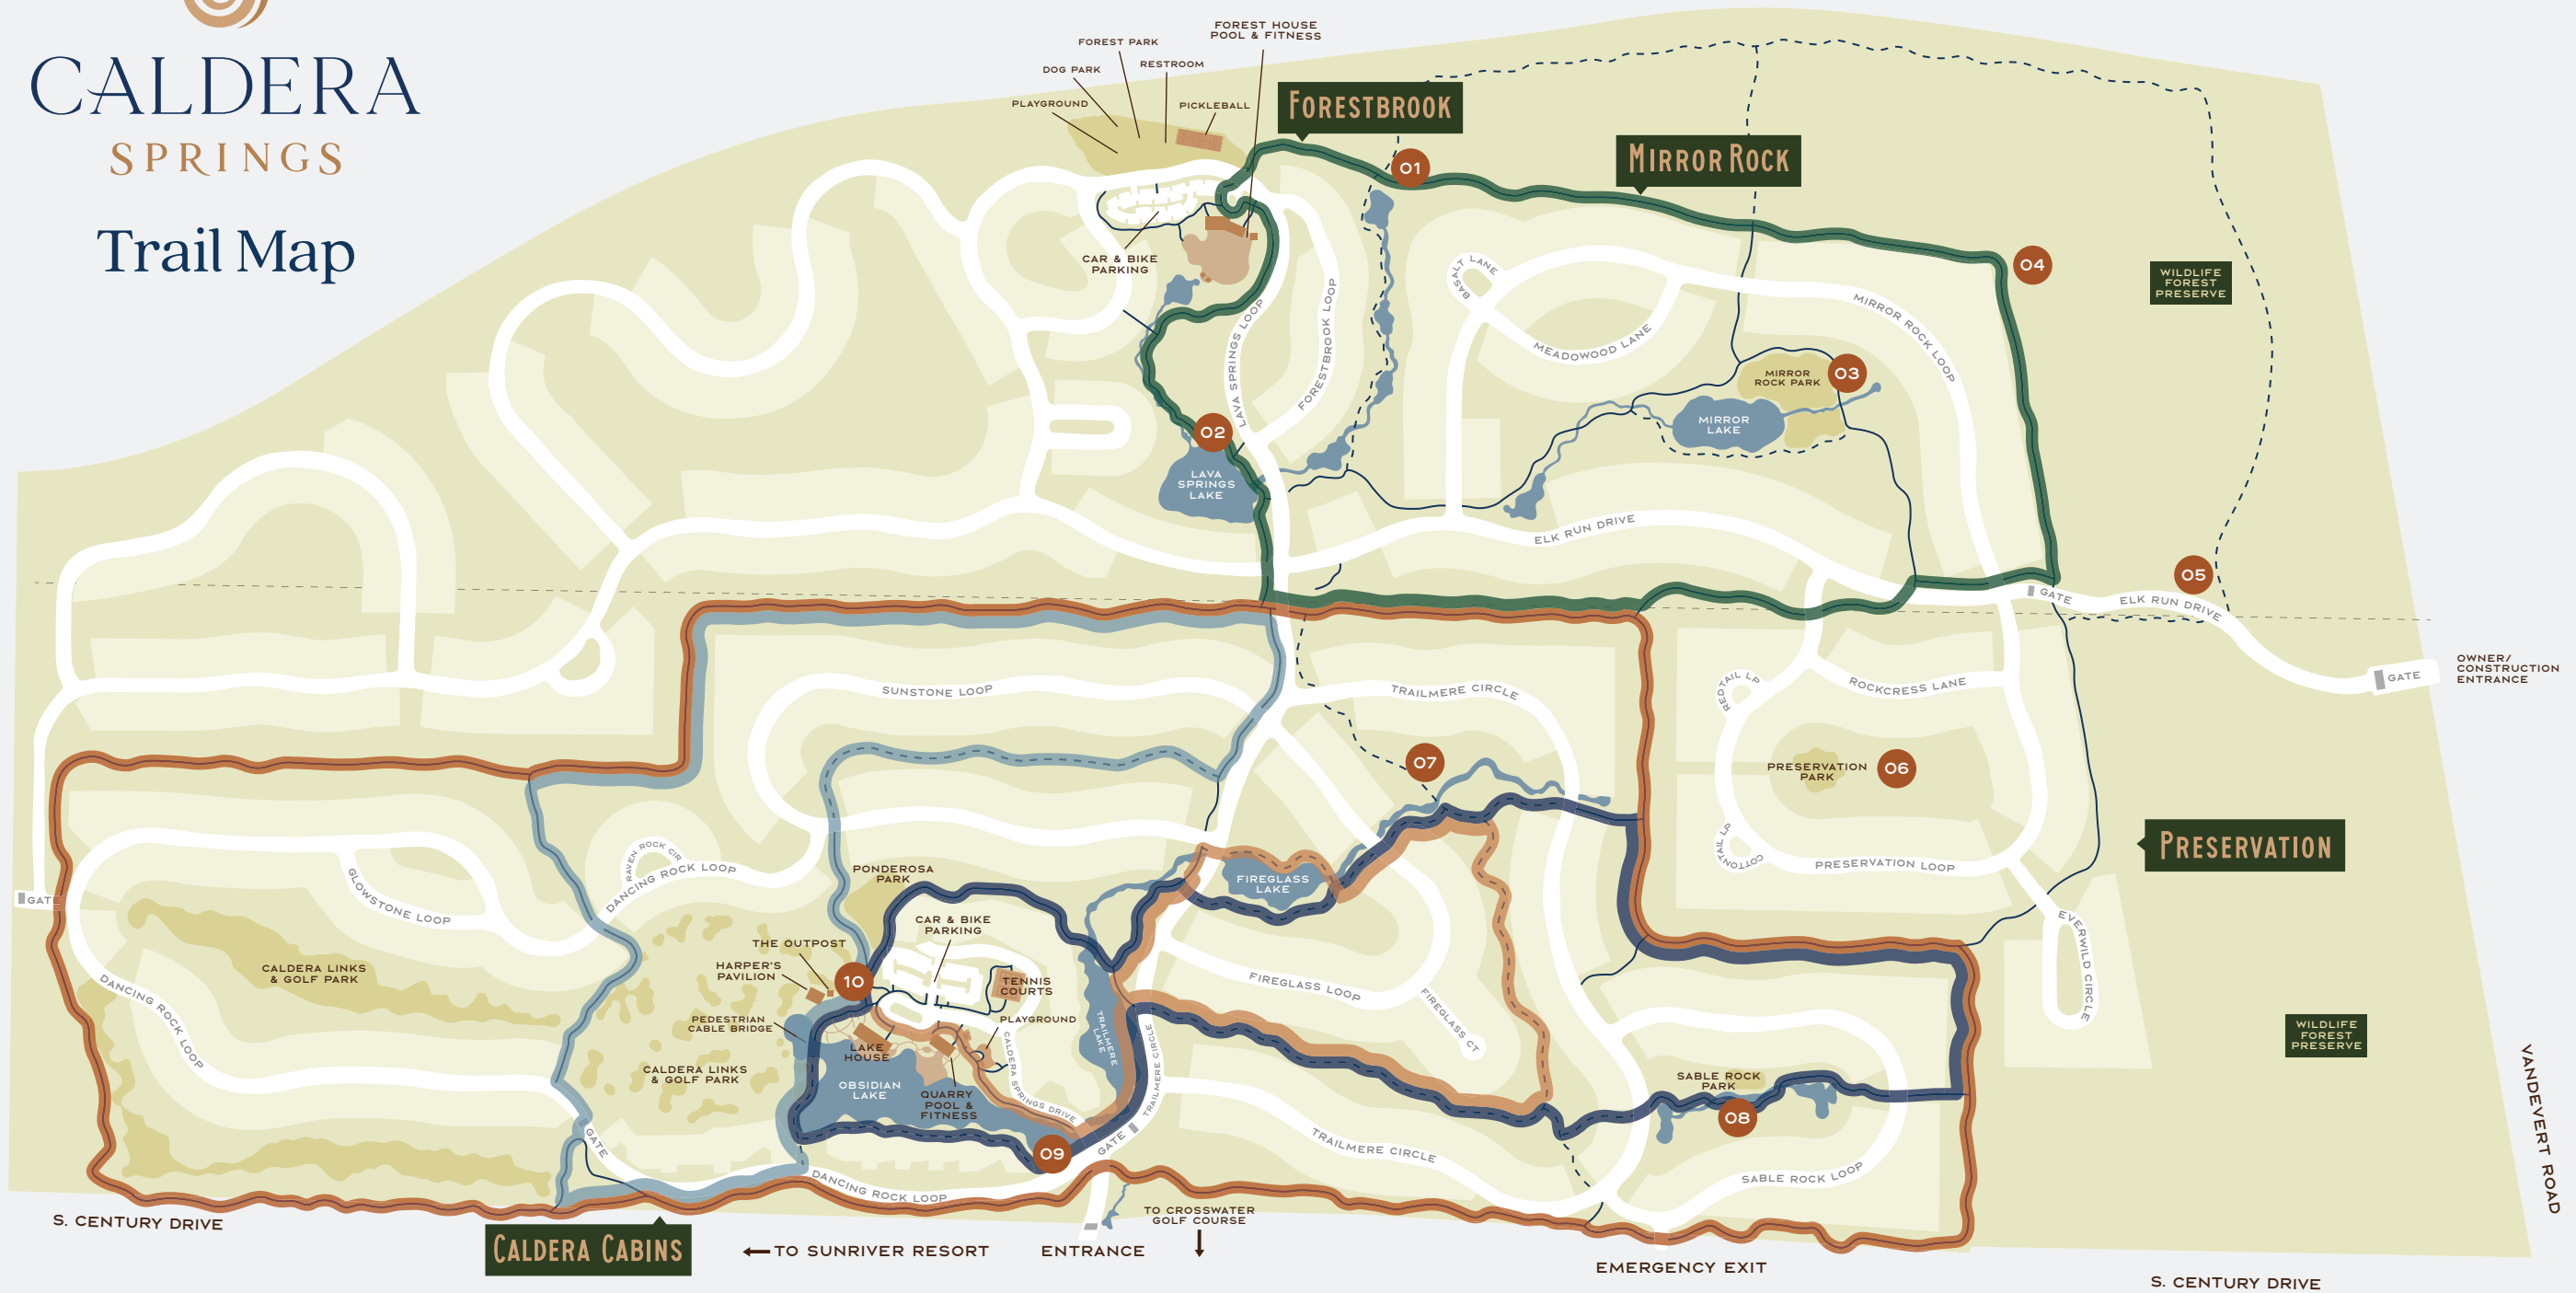 CALDERA
SPRINGS
Trail Map
FOREST HOUSE
POOL & FITNESS
FOREST PARK
RESTROOM
DOG PARK
PLAYGROUND
PICKLEBALL
FORESTBROOK
MIRROR ROCK
01
04
WILDLIFE
FOREST
PRESERVE
CAR & BIKE
PARKING
BASALT LANE
MEADOWOOD LANE
MIRROR ROCK LOOP
LAVA SPRINGS LOOP
FORESTBROOK LOOP
MIRROR
ROCK PARK
03
MIRROR
LAKE
02
LAVA
SPRINGS
LAKE
ELK RUN DRIVE
05
GATE
ELK RUN DRIVE
OWNER/
CONSTRUCTION
ENTRANCE
GATE
SUNSTONE LOOP
TRAILMERE CIRCLE
REDTAIL LP
ROCKCRESS LANE
07
PRESERVATION
PARK
06
COTTONTAIL LP
PRESERVATION LOOP
PRESERVATION
RAVEN ROCK CIR
DANCING ROCK LOOP
GLOWSTONE LOOP
GATE
PONDEROSA
PARK
FIREGLASS
LAKE
CAR & BIKE
PARKING
THE OUTPOST
HARPER'S
PAVILION
10
TENNIS
COURTS
EVERWILD CIRCLE
CALDERA LINKS
& GOLF PARK
DANCING ROCK LOOP
FIREGLASS LOOP
FIREGLASS CT
PEDESTRIAN
CABLE BRIDGE
PLAYGROUND
LAKE
HOUSE
TRAILMERE
LAKE
CALDERA SPRINGS DRIVE
TRAILMERE CIRCLE
WILDLIFE
FOREST
PRESERVE
CALDERA LINKS
& GOLF PARK
OBSIDIAN
LAKE
QUARRY
POOL &
FITNESS
SABLE ROCK
PARK
08
VANDEVERT ROAD
GATE
09
GATE
TRAILMERE CIRCLE
SABLE ROCK LOOP
DANCING ROCK LOOP
S. CENTURY DRIVE
CALDERA CABINS
TO SUNRIVER RESORT
ENTRANCE
TO CROSSWATER
GOLF COURSE
EMERGENCY EXIT
S. CENTURY DRIVE